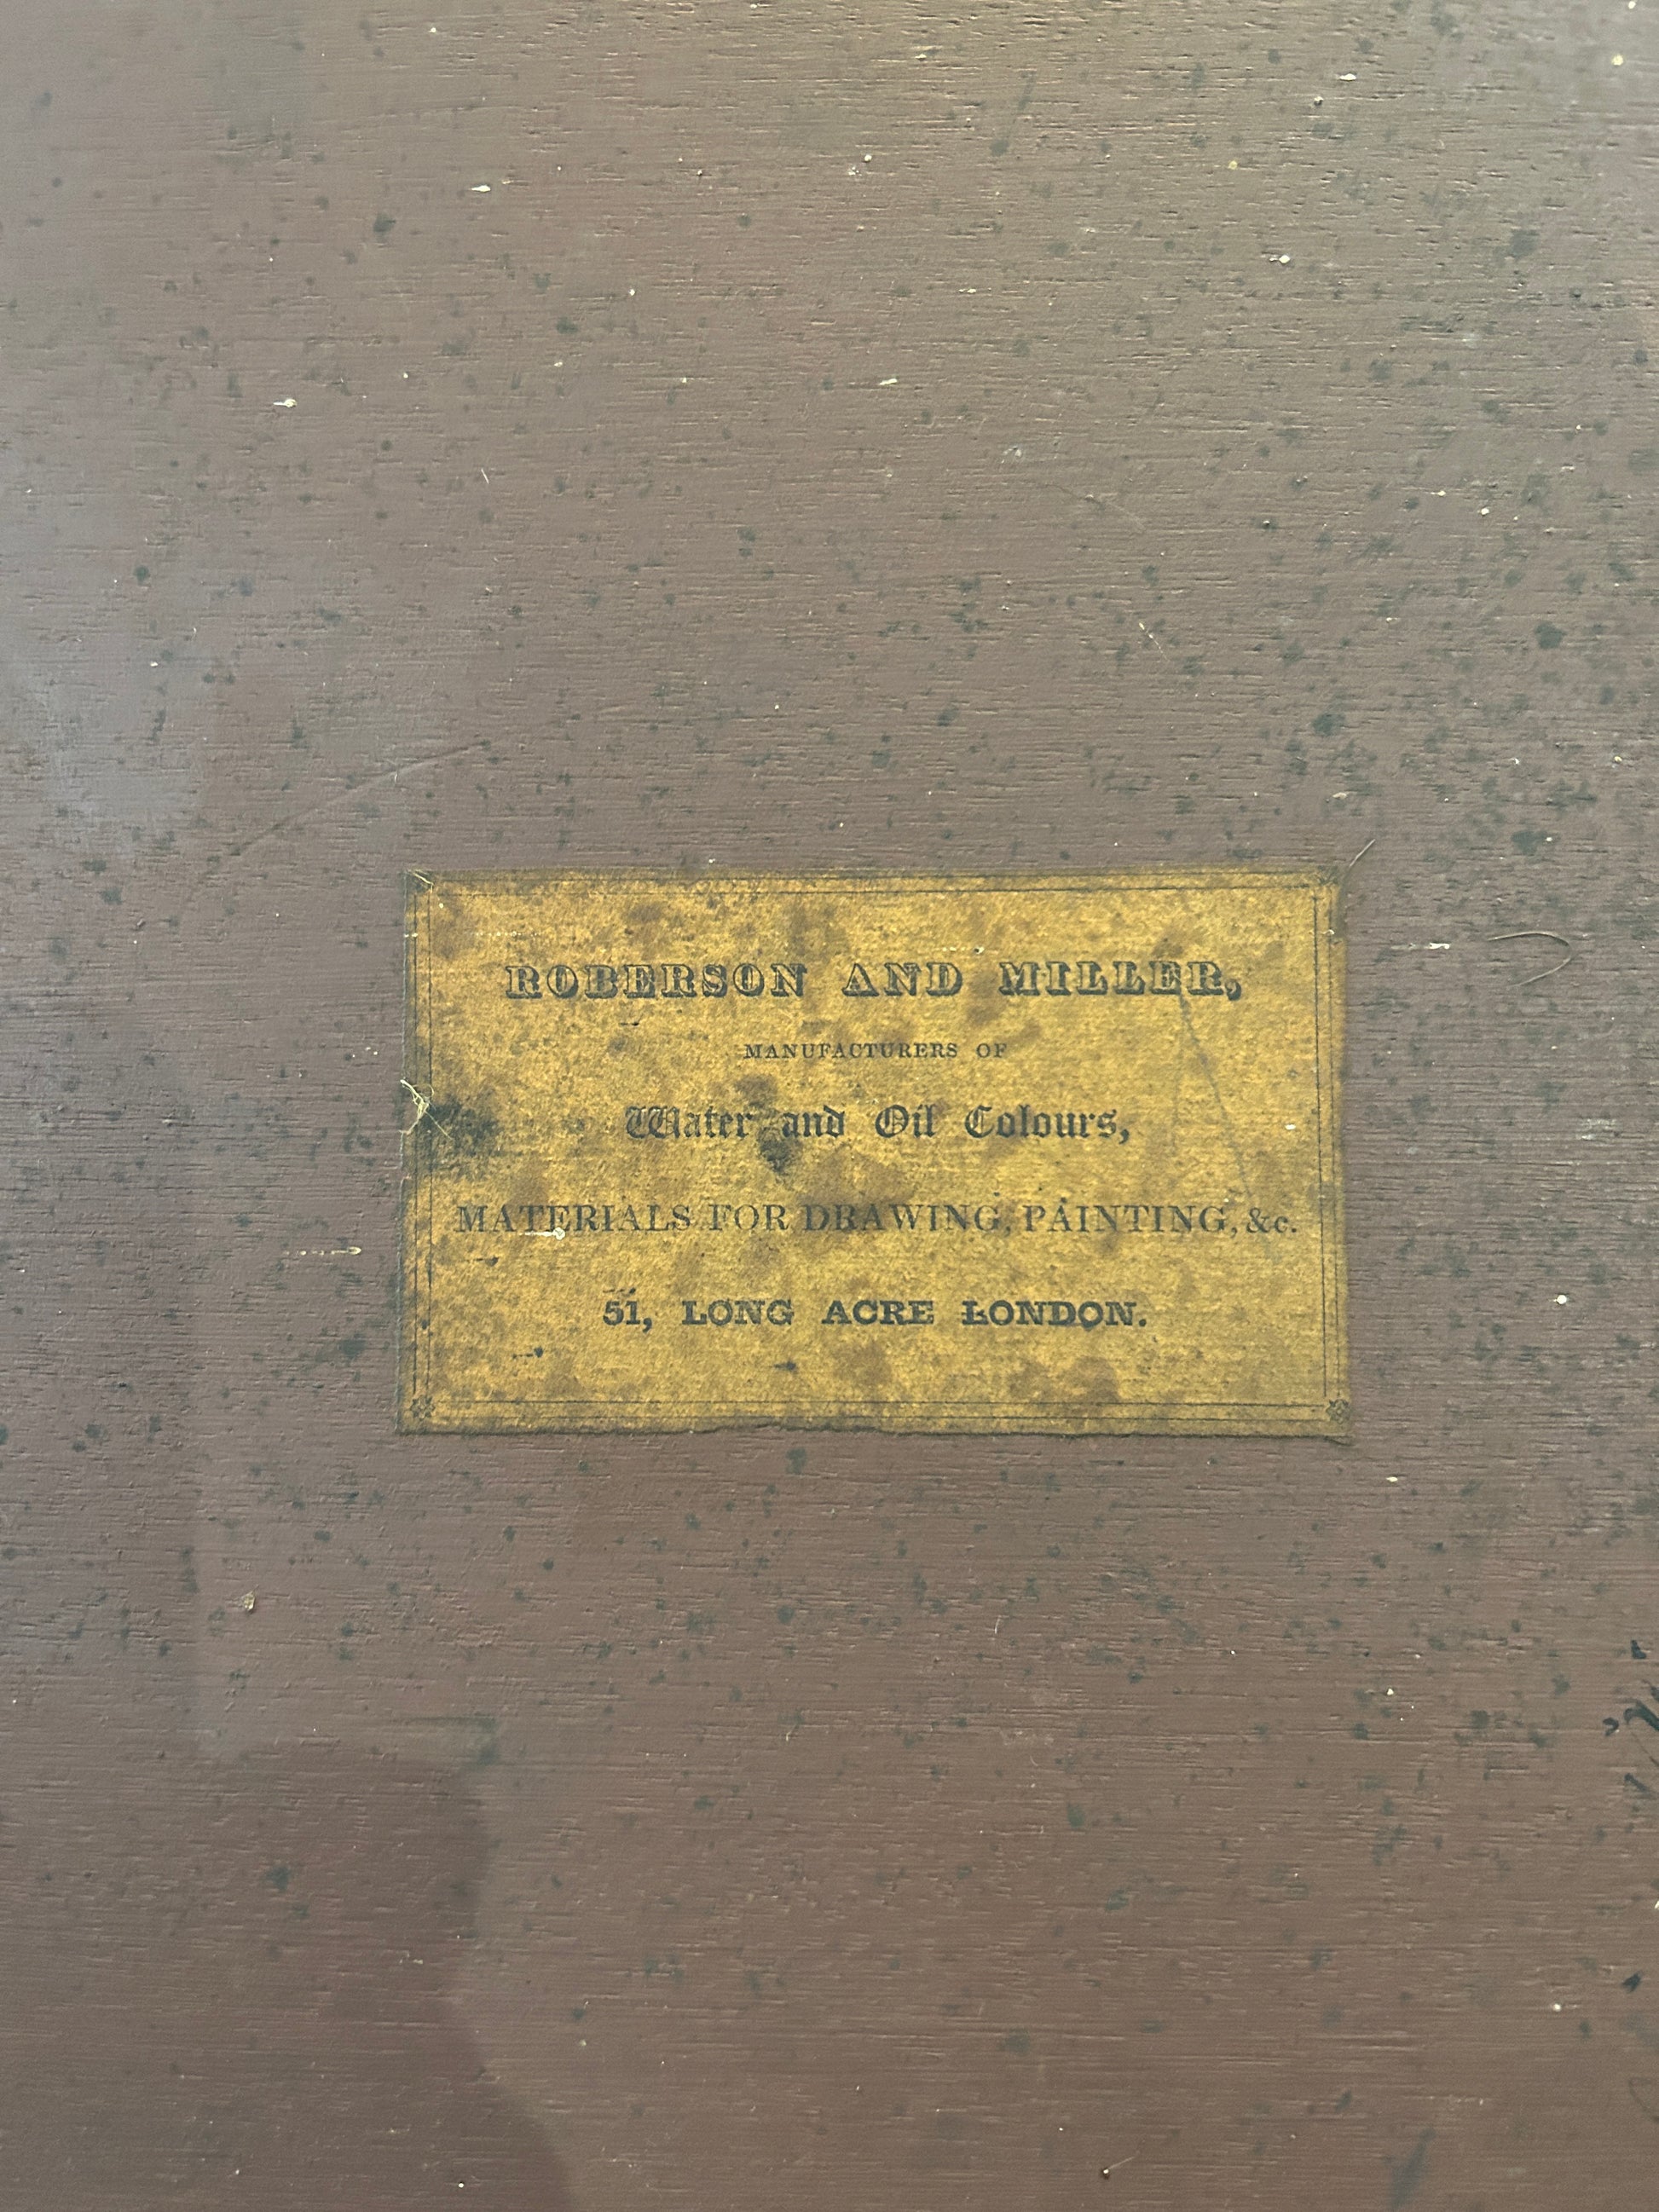 ROBERSON AND MILLER,
MANUFACTURERS OF
Water and Oil Colours,
MATERIALS FOR DRAWING, PAINTING, &c.
51, LONG ACRE LONDON.